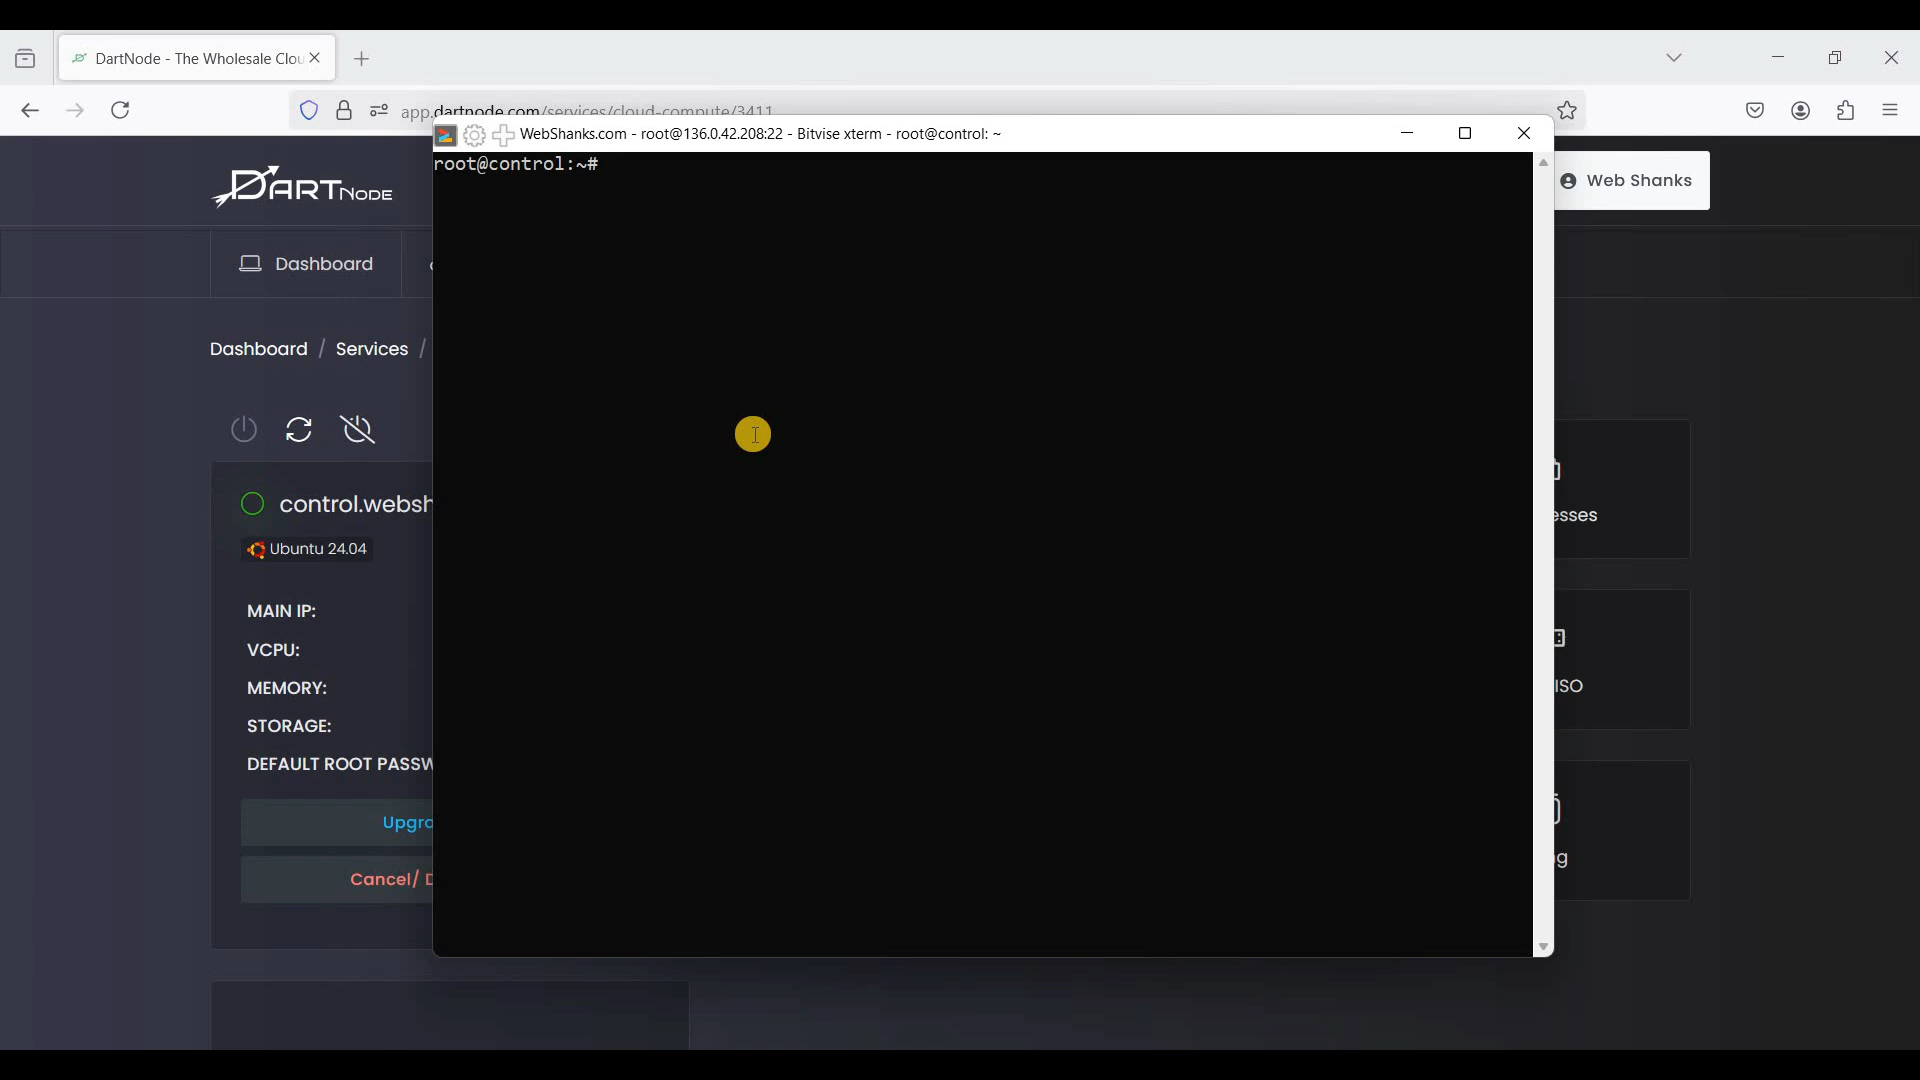 DartNode - The Wholesale Clou
app.dartnode.com/services/cloud-compute/3411
WebShanks.com - root@136.0.42.208:22 - Bitvise xterm - root@control: ~
root@control:~#
DARTNODE
Web Shanks
Dashboard
Dashboard / Services /
control.websh
Ubuntu 24.04
esses
MAIN IP:
VCPU:
MEMORY:
ISO
STORAGE:
DEFAULT ROOT PASSW
Upgra
g
Cancel/ D